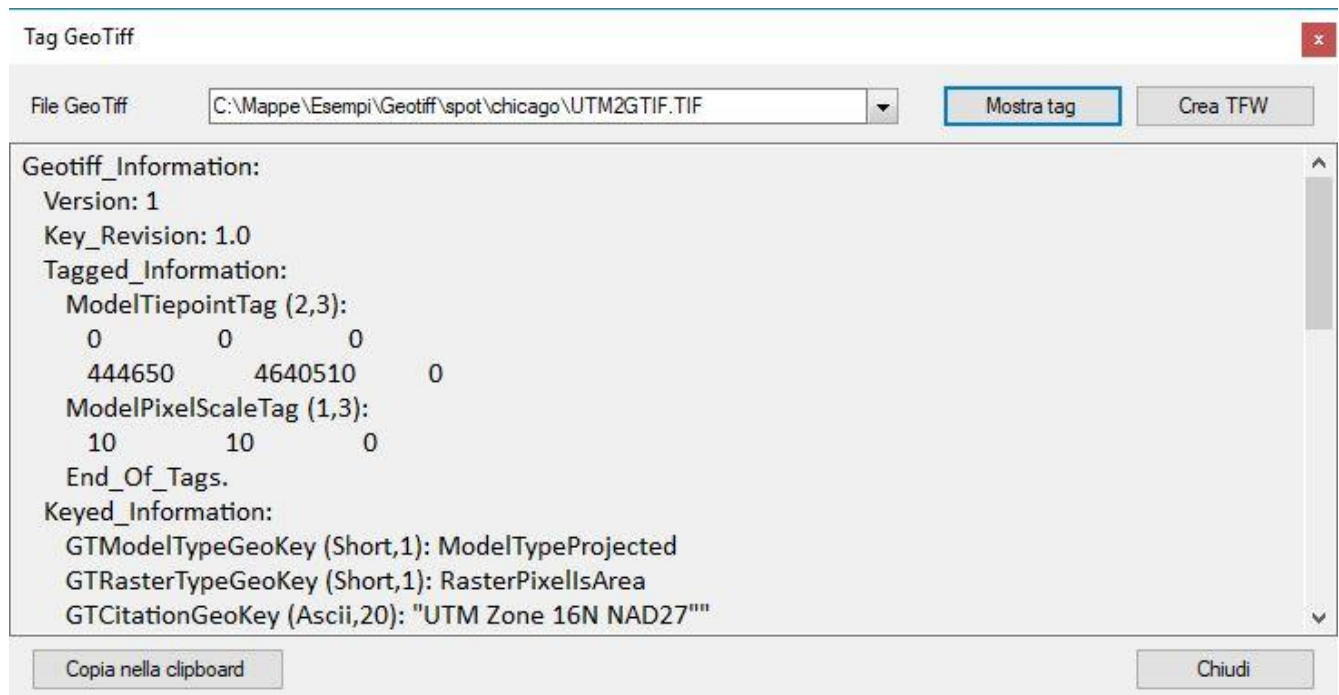 Tag GeoTiff
x
File GeoTiff C:\Mappe\Esempi\Geotiff\spot\chicago\UTM2GTIF.TIF Mostra tag Crea TFW
Geotiff_Information:
Version: 1
Key_Revision: 1.0
Tagged_Information:
ModelTiepointTag (2,3):
0 0 0
444650 4640510 0
ModelPixelScaleTag (1,3):
10 10 0
End_Of_Tags.
Keyed_Information:
GTModelTypeGeoKey (Short,1): ModelTypeProjected
GTRasterTypeGeoKey (Short,1): RasterPixelIsArea
GTCitationGeoKey (Ascii,20): "UTM Zone 16N NAD27""
Copia nella clipboard Chiudi